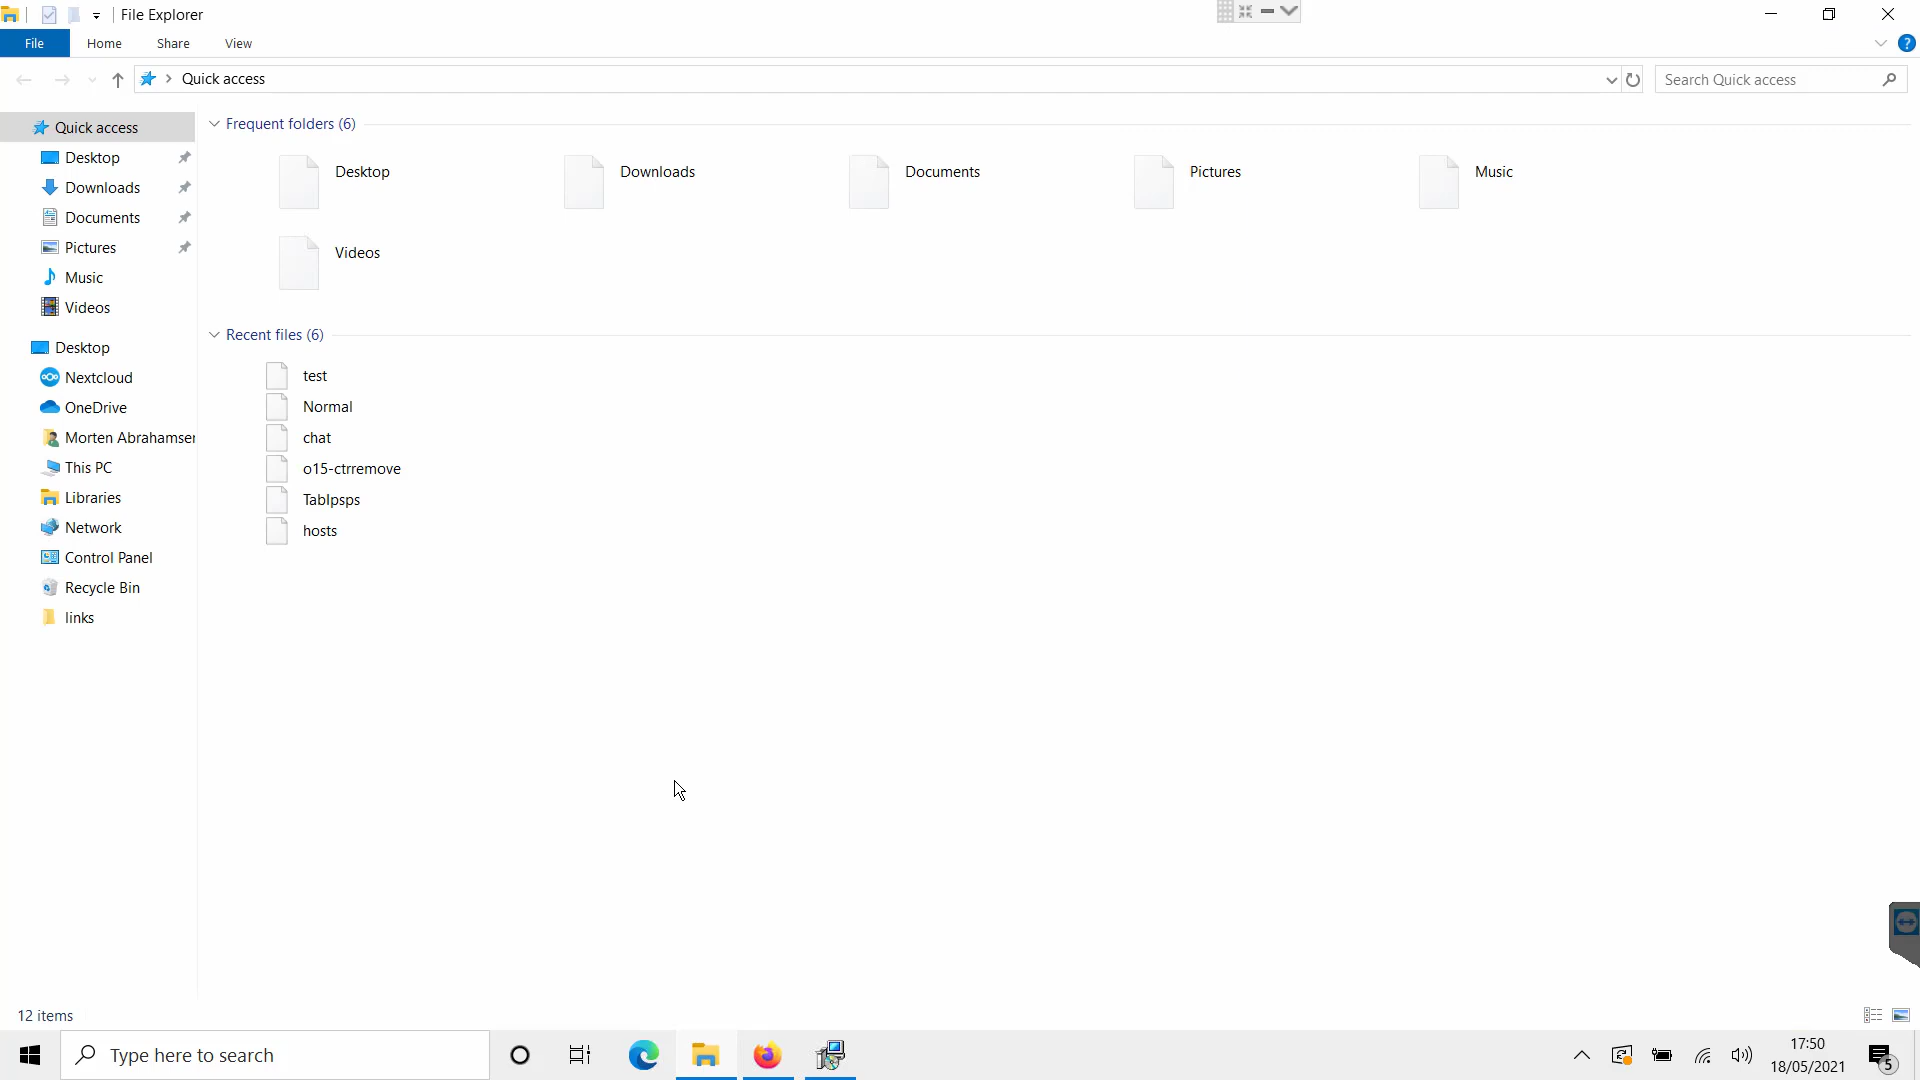 File Explorer
File Home Share View
Quick access
Search Quick access
Quick access
Desktop
Downloads
Documents
Pictures
Music
Videos
Desktop
Nextcloud
OneDrive
Morten Abrahamser
This PC
Libraries
Network
Control Panel
Recycle Bin
links
Frequent folders (6)
Desktop Downloads Documents Pictures Music
Videos
Recent files (6)
test
Normal
chat
o15-ctrremove
Tablpsps
hosts
12 items
Type here to search
17:50
18/05/2021
5